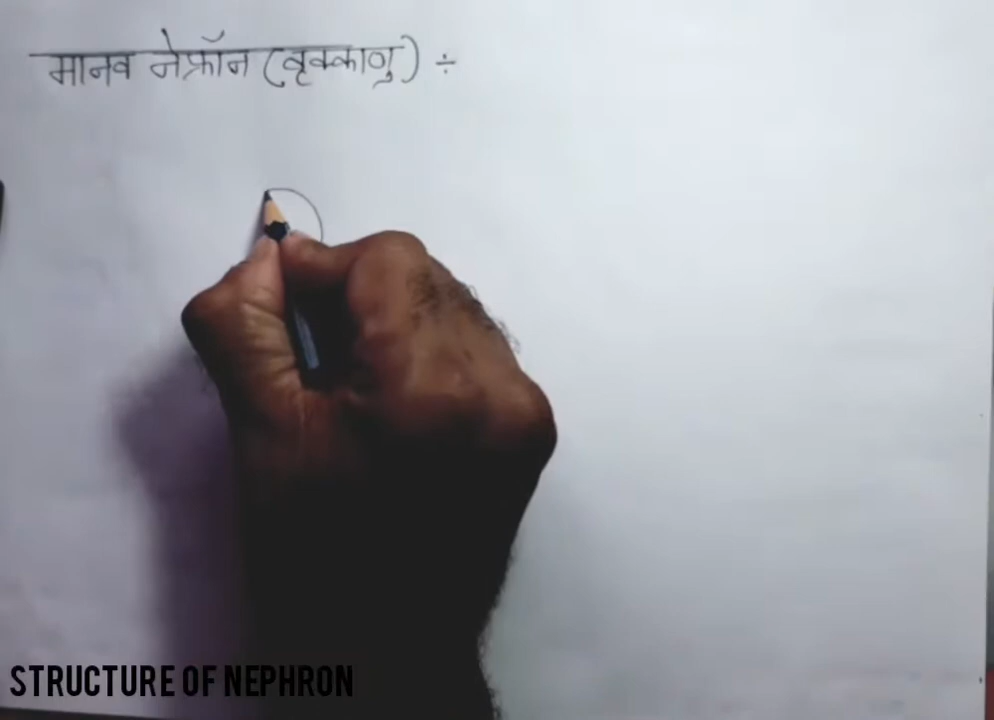 मानव नेफ्रॉन (वृक्काणु) ÷
STRUCTURE OF NEPHRON